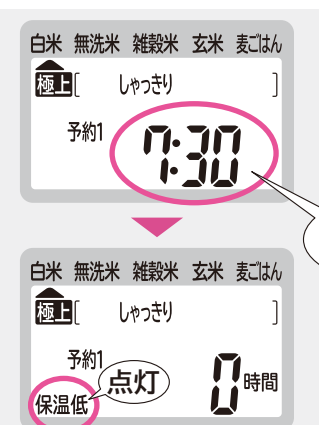 白米 無洗米 雑穀米 玄米 麦ごはん
極上[ しゃっきり ]
予約1 7:30
白米 無洗米 雑穀米 玄米 麦ごはん
極上[ しゃっきり ]
予約1
保温低 点灯 0時間